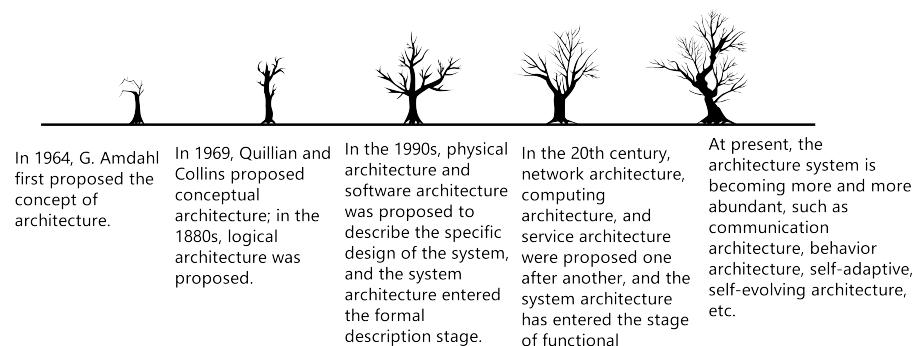 In 1964, G. Amdahl
first proposed the
concept of
architecture.
In 1969, Quillian and
Collins proposed
conceptual
architecture; in the
1880s, logical
architecture was
proposed.
In the 1990s, physical
architecture and
software architecture
was proposed to
describe the specific
design of the system,
and the system
architecture entered
the formal
description stage.
In the 20th century,
network architecture,
computing
architecture, and
service architecture
were proposed one
after another, and the
system architecture
has entered the stage
of functional
At present, the
architecture system is
becoming more and more
abundant, such as
communication
architecture, behavior
architecture, self-adaptive,
self-evolving architecture,
etc.